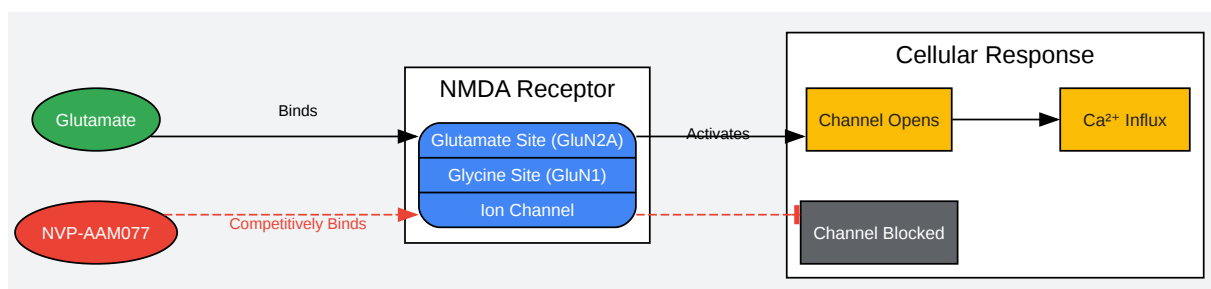 Glutamate
NVP-AAM077
Binds
Competitively Binds
NMDA Receptor
Glutamate Site (GluN2A)
Glycine Site (GluN1)
Ion Channel
Activates
Cellular Response
Channel Opens
Ca²⁺ Influx
Channel Blocked